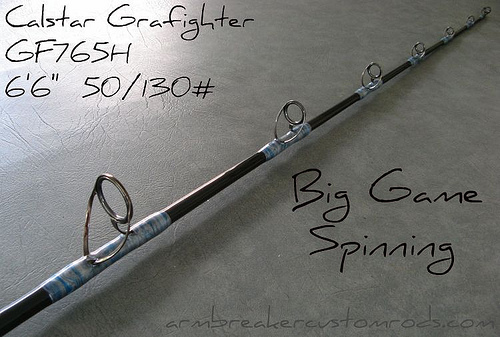 Calstar Grafighter
GF765H
6'6" 50/130#
Big Game
Spinning
armbreakercustomrods.com